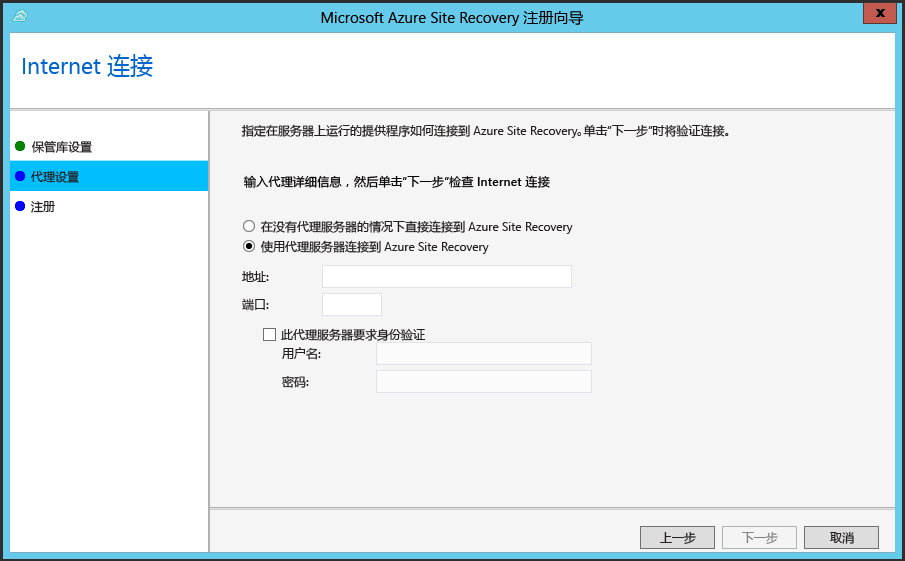 Microsoft Azure Site Recovery 注册向导
x
Internet 连接
保管库设置
代理设置
注册
指定在服务器上运行的提供程序如何连接到 Azure Site Recovery。单击"下一步"时将验证连接。
输入代理详细信息，然后单击"下一步"检查 Internet 连接
在没有代理服务器的情况下直接连接到 Azure Site Recovery
使用代理服务器连接到 Azure Site Recovery
地址:
端口:
此代理服务器要求身份验证
用户名:
密码:
上一步
下一步
取消